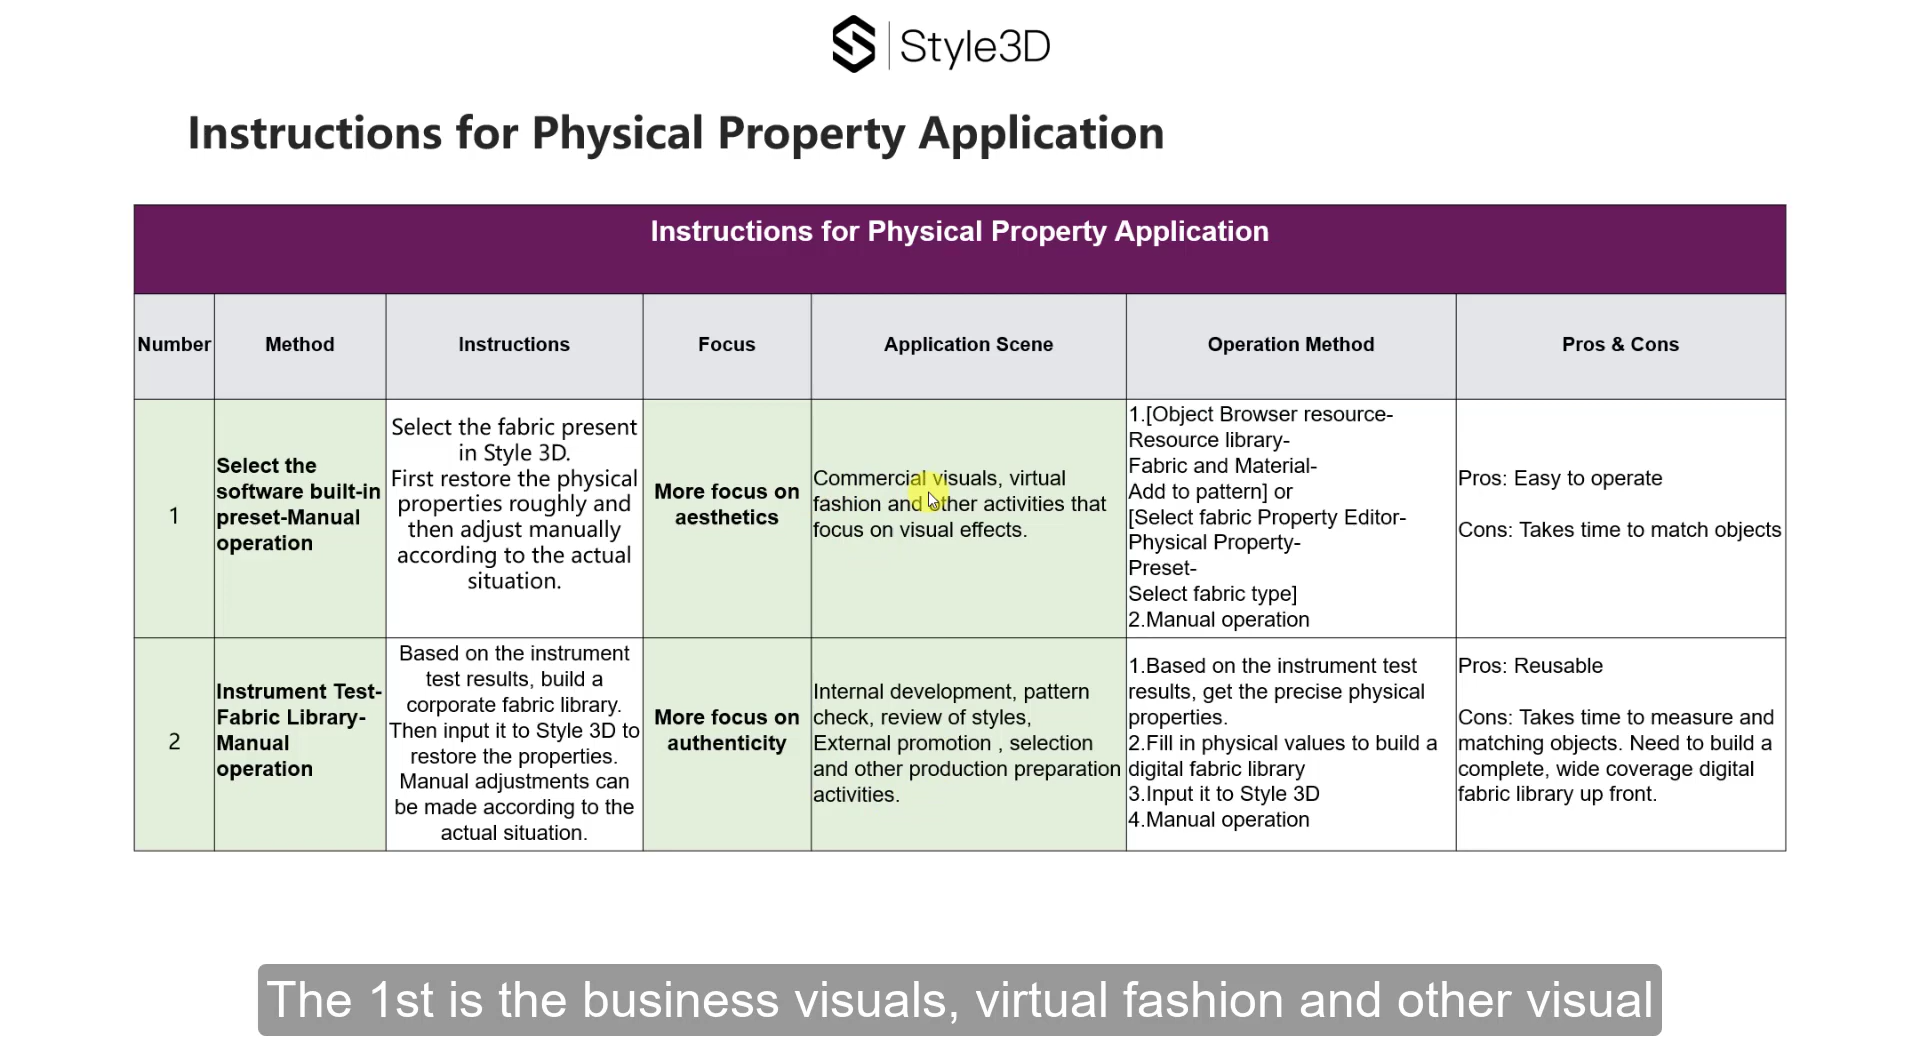 Style3D
Instructions for Physical Property Application
Instructions for Physical Property Application
Number
Method
Instructions
Focus
Application Scene
Operation Method
Pros & Cons
1
Select the
software built-in
preset-Manual
operation
Select the fabric present
in Style 3D.
First restore the physical
properties roughly and
then adjust manually
according to the actual
situation.
More focus on
aesthetics
Commercial visuals, virtual
fashion and other activities that
focus on visual effects.
1.[Object Browser resource-
Resource library-
Fabric and Material-
Add to pattern] or
[Select fabric Property Editor-
Physical Property-
Preset-
Select fabric type]
2.Manual operation
Pros: Easy to operate
Cons: Takes time to match objects
2
Instrument Test-
Fabric Library-
Manual
operation
Based on the instrument
test results, build a
corporate fabric library.
Then input it to Style 3D to
restore the properties.
Manual adjustments can
be made according to the
actual situation.
More focus on
authenticity
Internal development, pattern
check, review of styles,
External promotion , selection
and other production preparation
activities.
1.Based on the instrument test
results, get the precise physical
properties.
2.Fill in physical values to build a
digital fabric library
3.Input it to Style 3D
4.Manual operation
Pros: Reusable
Cons: Takes time to measure and
matching objects. Need to build a
complete, wide coverage digital
fabric library up front.
The 1st is the business visuals, virtual fashion and other visual